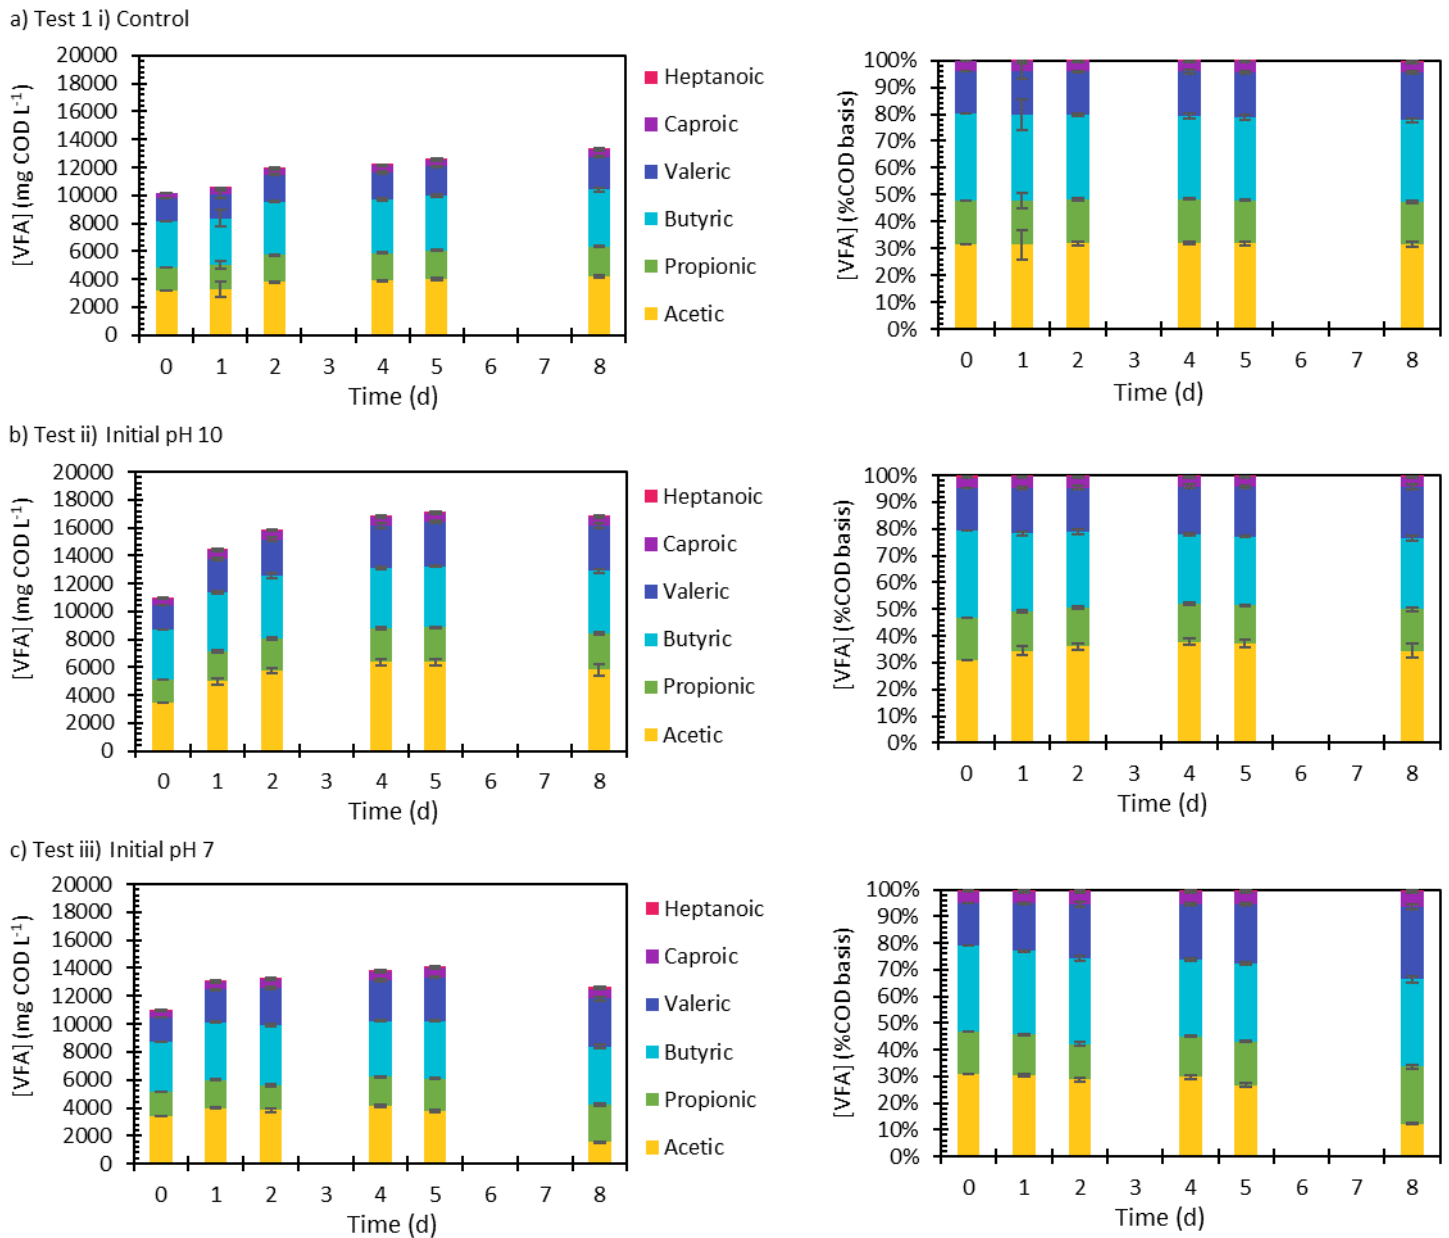 a) Test 1 i) Control
[VFA] (mg COD L-1)
20000
18000
16000
14000
12000
10000
8000
6000
4000
2000
0
0 1 2 3 4 5 6 7 8
Time (d)
Heptanoic
Caproic
Valeric
Butyric
Propionic
Acetic
[VFA] (%COD basis)
100%
90%
80%
70%
60%
50%
40%
30%
20%
10%
0%
0 1 2 3 4 5 6 7 8
Time (d)
b) Test ii) Initial pH 10
[VFA] (mg COD L-1)
20000
18000
16000
14000
12000
10000
8000
6000
4000
2000
0
0 1 2 3 4 5 6 7 8
Time (d)
Heptanoic
Caproic
Valeric
Butyric
Propionic
Acetic
[VFA] (%COD basis)
100%
90%
80%
70%
60%
50%
40%
30%
20%
10%
0%
0 1 2 3 4 5 6 7 8
Time (d)
c) Test iii) Initial pH 7
[VFA] (mg COD L-1)
20000
18000
16000
14000
12000
10000
8000
6000
4000
2000
0
0 1 2 3 4 5 6 7 8
Time (d)
Heptanoic
Caproic
Valeric
Butyric
Propionic
Acetic
[VFA] (%COD basis)
100%
90%
80%
70%
60%
50%
40%
30%
20%
10%
0%
0 1 2 3 4 5 6 7 8
Time (d)